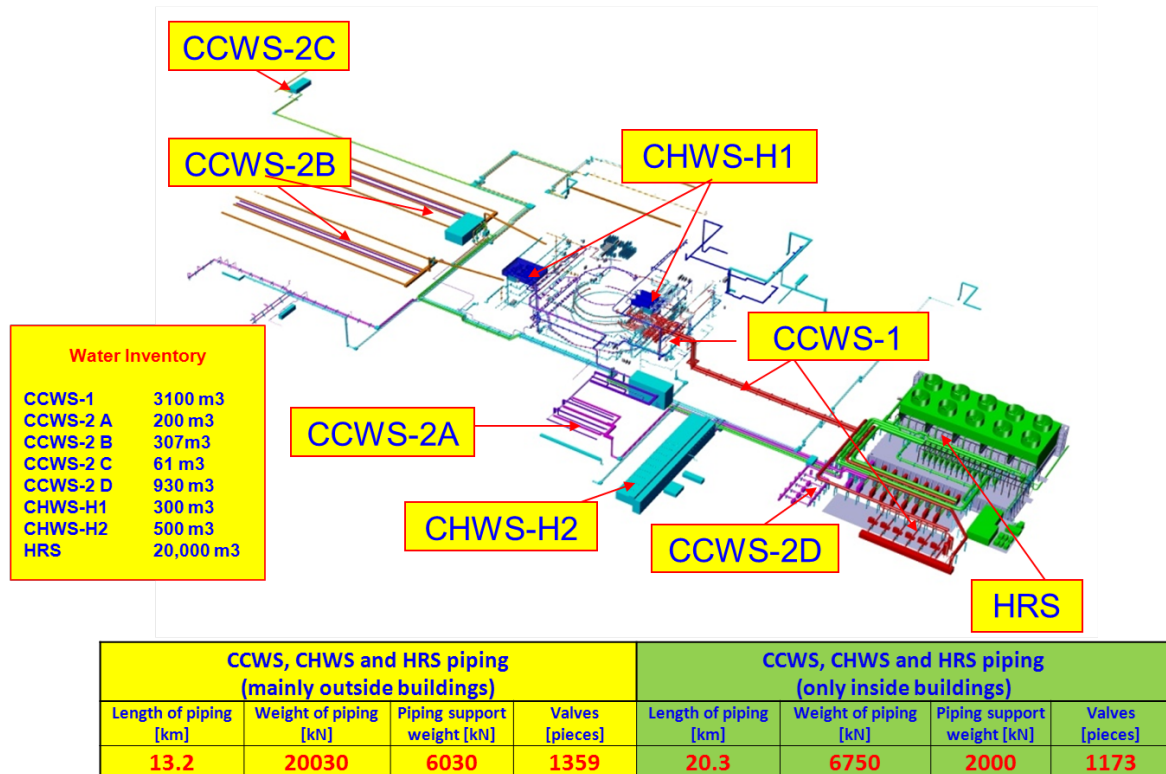 CCWS-2C
CCWS-2B
CHWS-H1
CCWS-1
Water Inventory
CCWS-1 3100 m3
CCWS-2 A 200 m3
CCWS-2 B 307m3
CCWS-2 C 61 m3
CCWS-2 D 930 m3
CHWS-H1 300 m3
CHWS-H2 500 m3
HRS 20,000 m3
CCWS-2A
CHWS-H2
CCWS-2D
HRS
CCWS, CHWS and HRS piping
(mainly outside buildings)
CCWS, CHWS and HRS piping
(only inside buildings)
Length of piping [km] Weight of piping [kN] Piping support weight [kN] Valves [pieces] Length of piping [km] Weight of piping [kN] Piping support weight [kN] Valves [pieces]
13.2 20030 6030 1359 20.3 6750 2000 1173